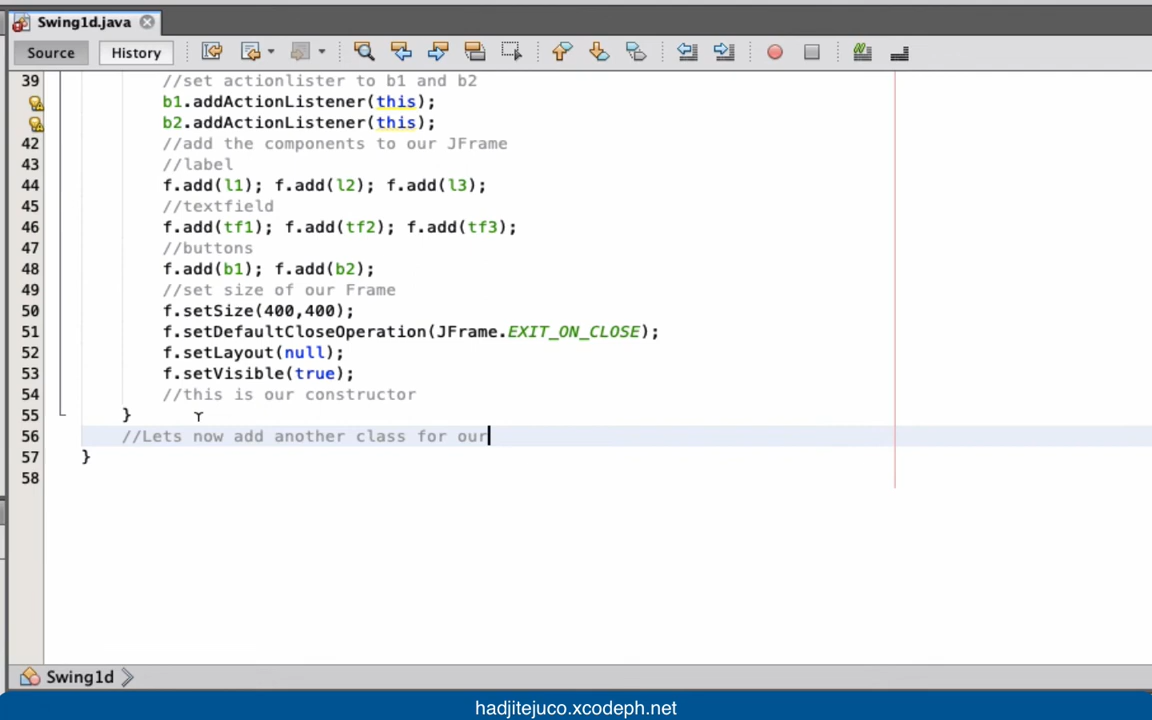 Swing1d.java
Source History
39 //set actionlister to b1 and b2
b1.addActionListener(this);
b2.addActionListener(this);
42 //add the components to our JFrame
43 //label
44 f.add(l1); f.add(l2); f.add(l3);
45 //textfield
46 f.add(tf1); f.add(tf2); f.add(tf3);
47 //buttons
48 f.add(b1); f.add(b2);
49 //set size of our Frame
50 f.setSize(400,400);
51 f.setDefaultCloseOperation(JFrame.EXIT_ON_CLOSE);
52 f.setLayout(null);
53 f.setVisible(true);
54 //this is our constructor
55 }
56 //Lets now add another class for our
57 }
58
Swing1d
hadjitejuco.xcodeph.net